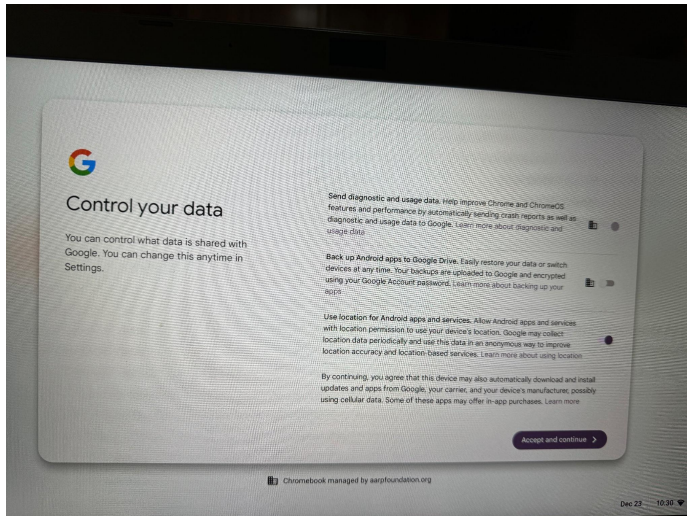 Control your data
You can control what data is shared with
Google. You can change this anytime in
Settings.
Send diagnostic and usage data. Help improve Chrome and ChromeOS
features and performance by automatically sending crash reports as well as
diagnostic and usage data to Google. Learn more about diagnostic and
usage data
Back up Android apps to Google Drive. Easily restore your data or switch
devices at any time. Your backups are uploaded to Google and encrypted
using your Google Account password. Learn more about backing up your
apps
Use location for Android apps and services. Allow Android apps and services
with location permission to use your device's location. Google may collect
location data periodically and use this data in an anonymous way to improve
location accuracy and location-based services. Learn more about using location
By continuing, you agree that this device may also automatically download and install
updates and apps from Google, your carrier, and your device's manufacturer, possibly
using cellular data. Some of these apps may offer in-app purchases. Learn more
Accept and continue
Chromebook managed by aarpfoundation.org
Dec 23 10:30